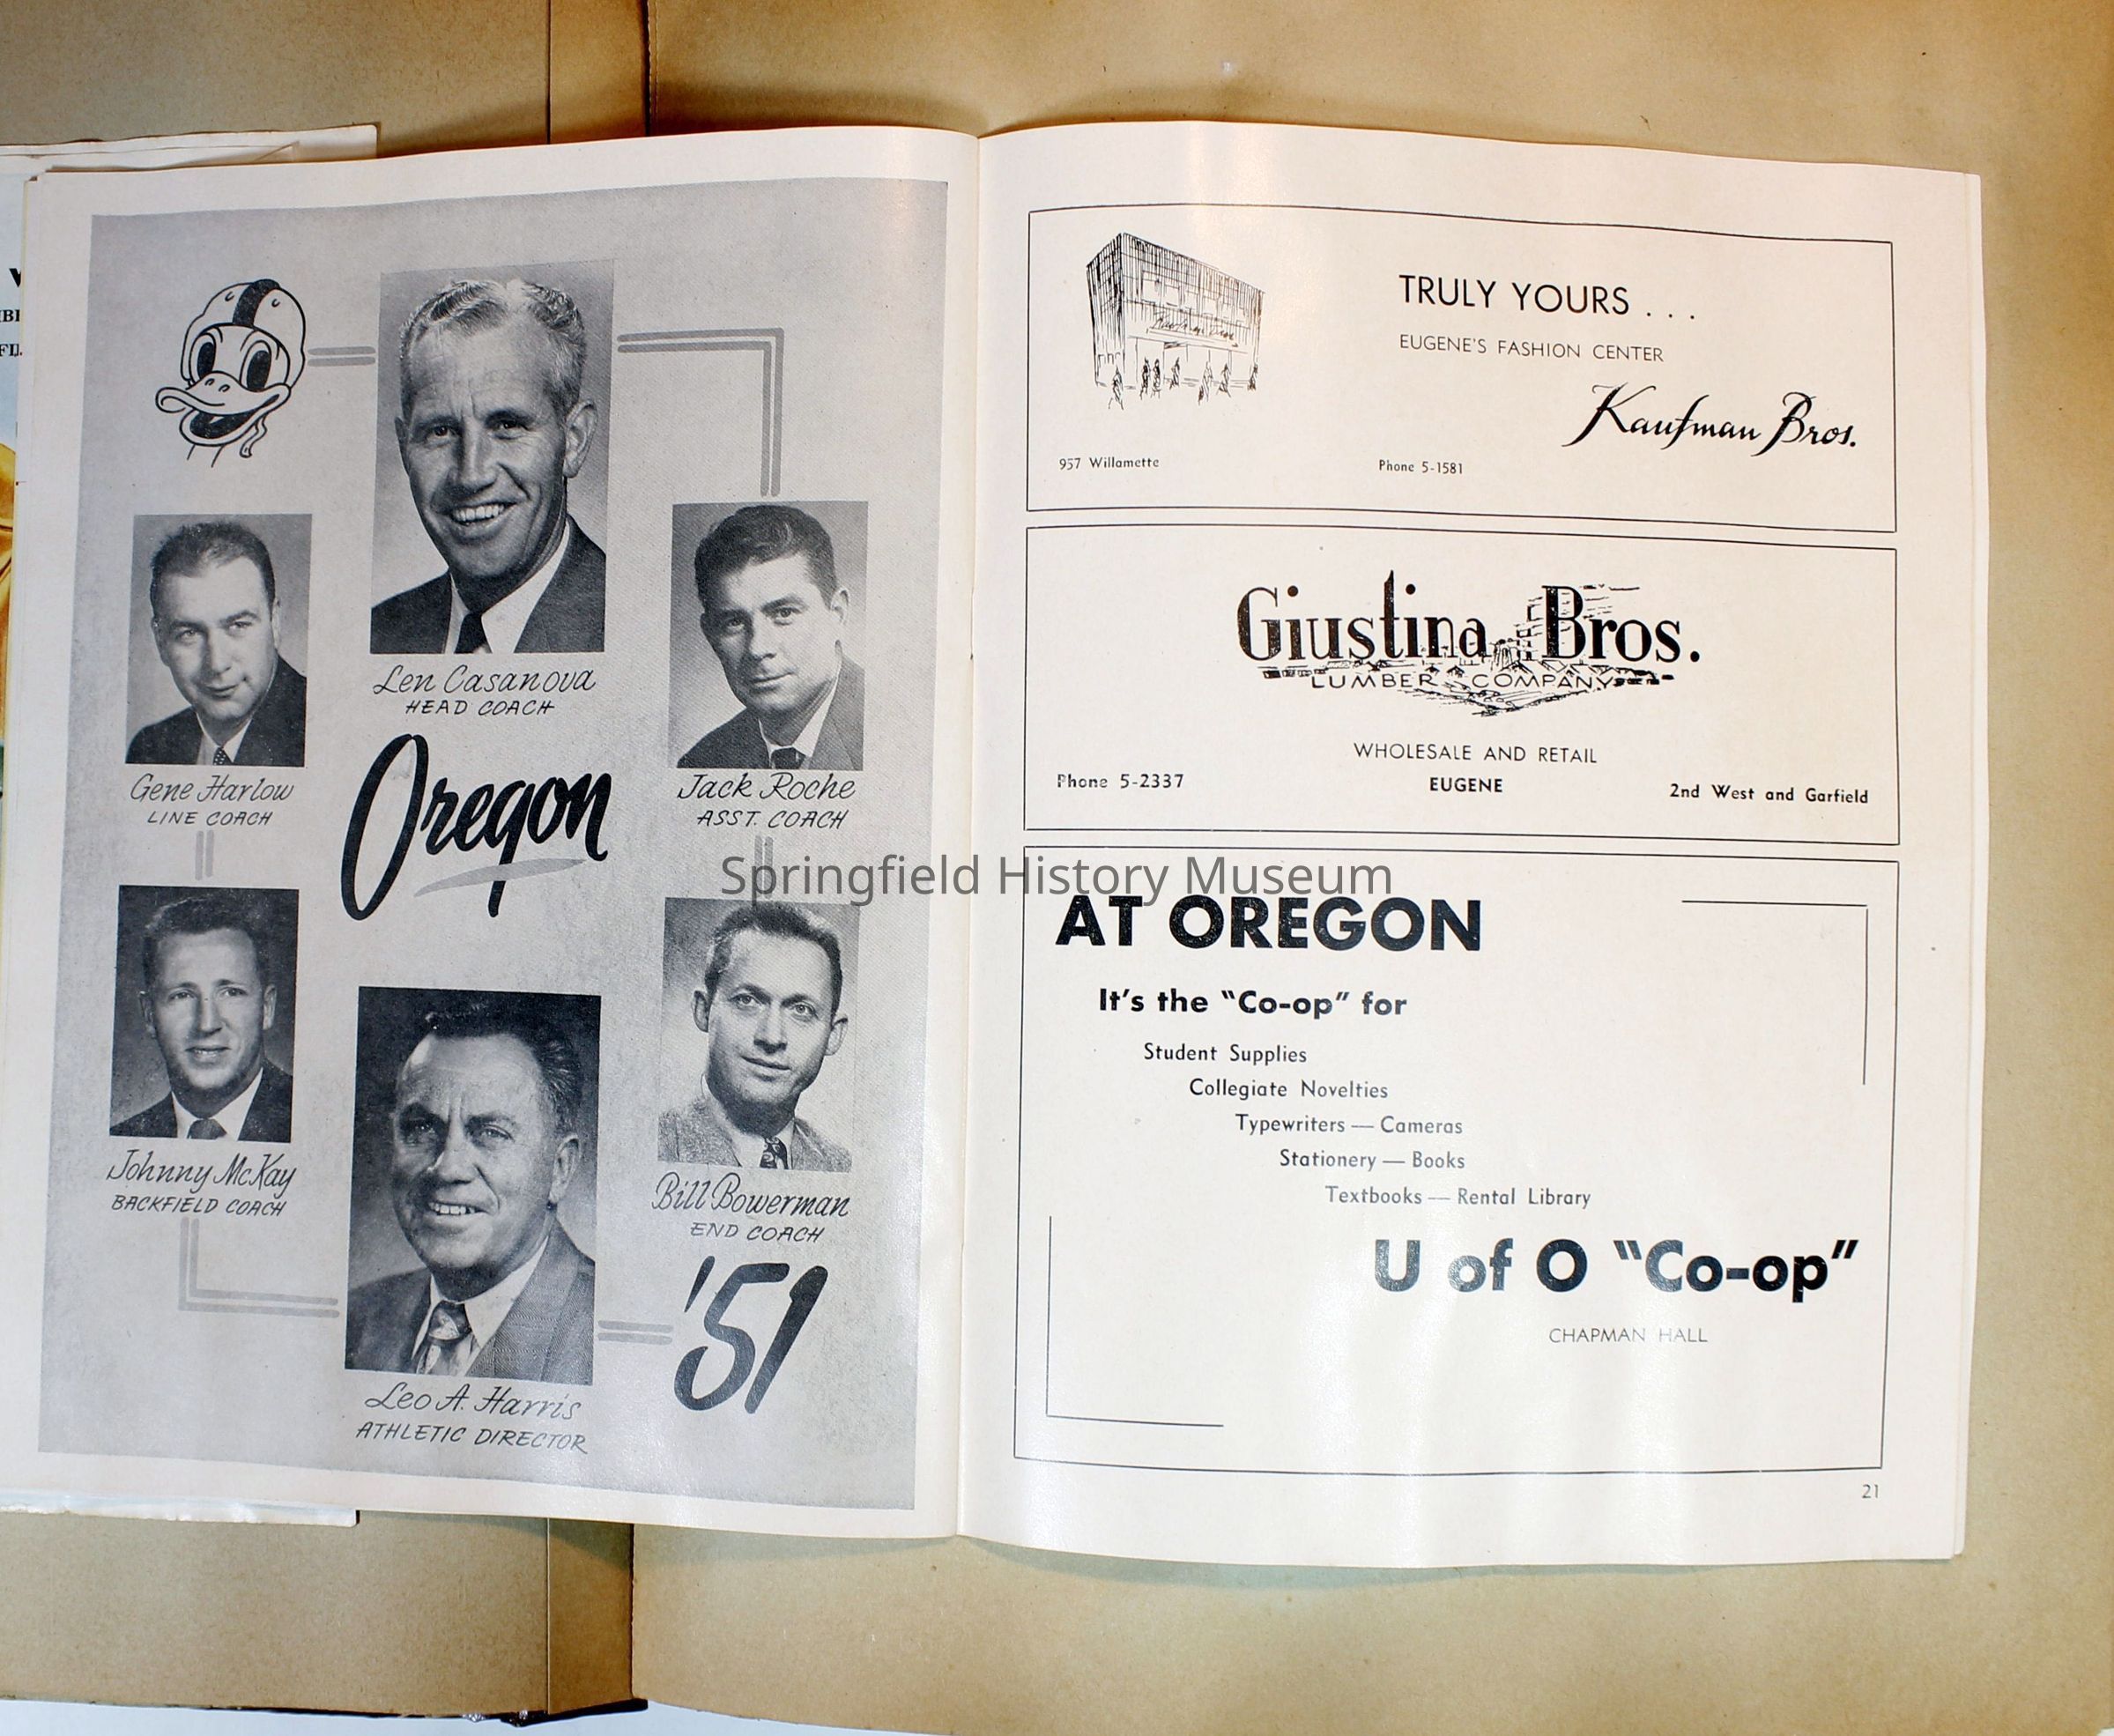 Len Casanova
HEAD COACH
Gene Harlow
LINE COACH
Jack Roche
ASST. COACH
Oregon
Johnny McKay
BACKFIELD COACH
Bill Bowerman
END COACH
'51
Leo A. Harris
ATHLETIC DIRECTOR
TRULY YOURS . . .
EUGENE'S FASHION CENTER
Kaufman Bros.
957 Willamette
Phone 5-1581
Giustina Bros.
LUMBER COMPANY
WHOLESALE AND RETAIL
Phone 5-2337
EUGENE
2nd West and Garfield
Springfield History Museum
AT OREGON
It's the "Co-op" for
Student Supplies
Collegiate Novelties
Typewriters — Cameras
Stationery — Books
Textbooks — Rental Library
U of O "Co-op"
CHAPMAN HALL
21